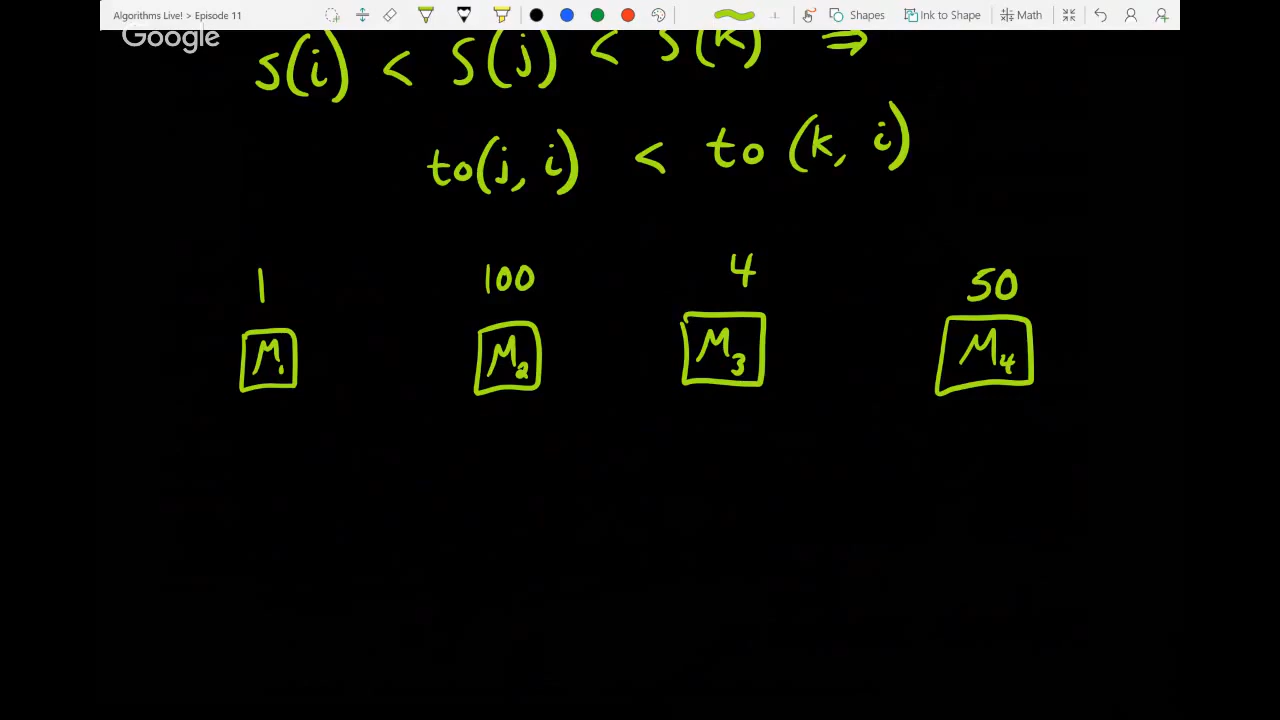 Algorithms Live! > Episode 11
Shapes
Ink to Shape
Math
Google
S(i) < S(j) < S(k) ⇒
to(j, i) < to(k, i)
1 100 4 50
M1 M2 M3 M4